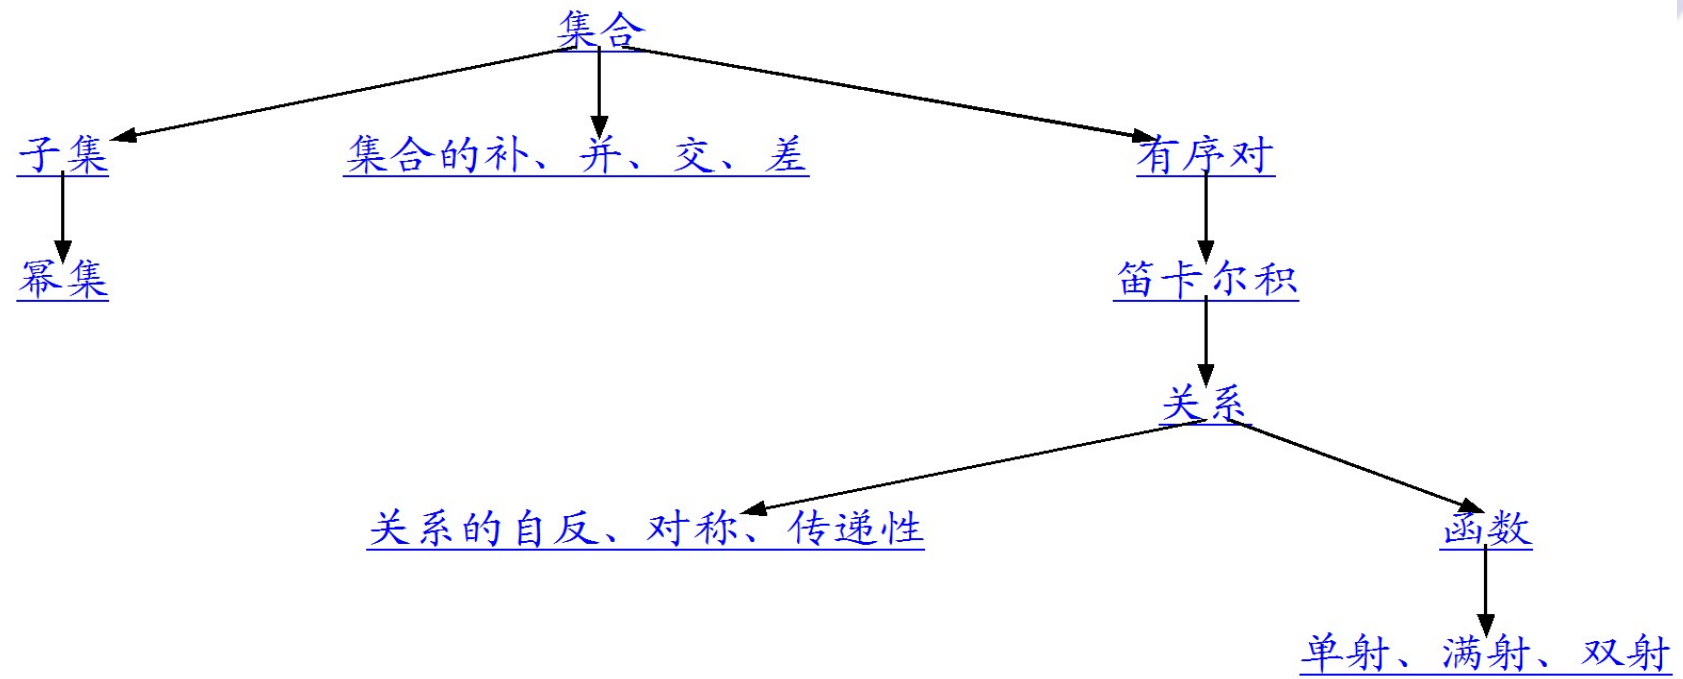 集合
子集
集合的补、并、交、差
有序对
幂集
笛卡尔积
关系
关系的自反、对称、传递性
函数
单射、满射、双射